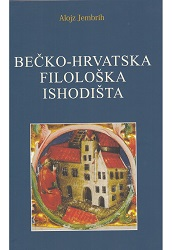 Alojz Jembrih
BEČKO-HRVATSKA
FILOLOŠKA
ISHODIŠTA